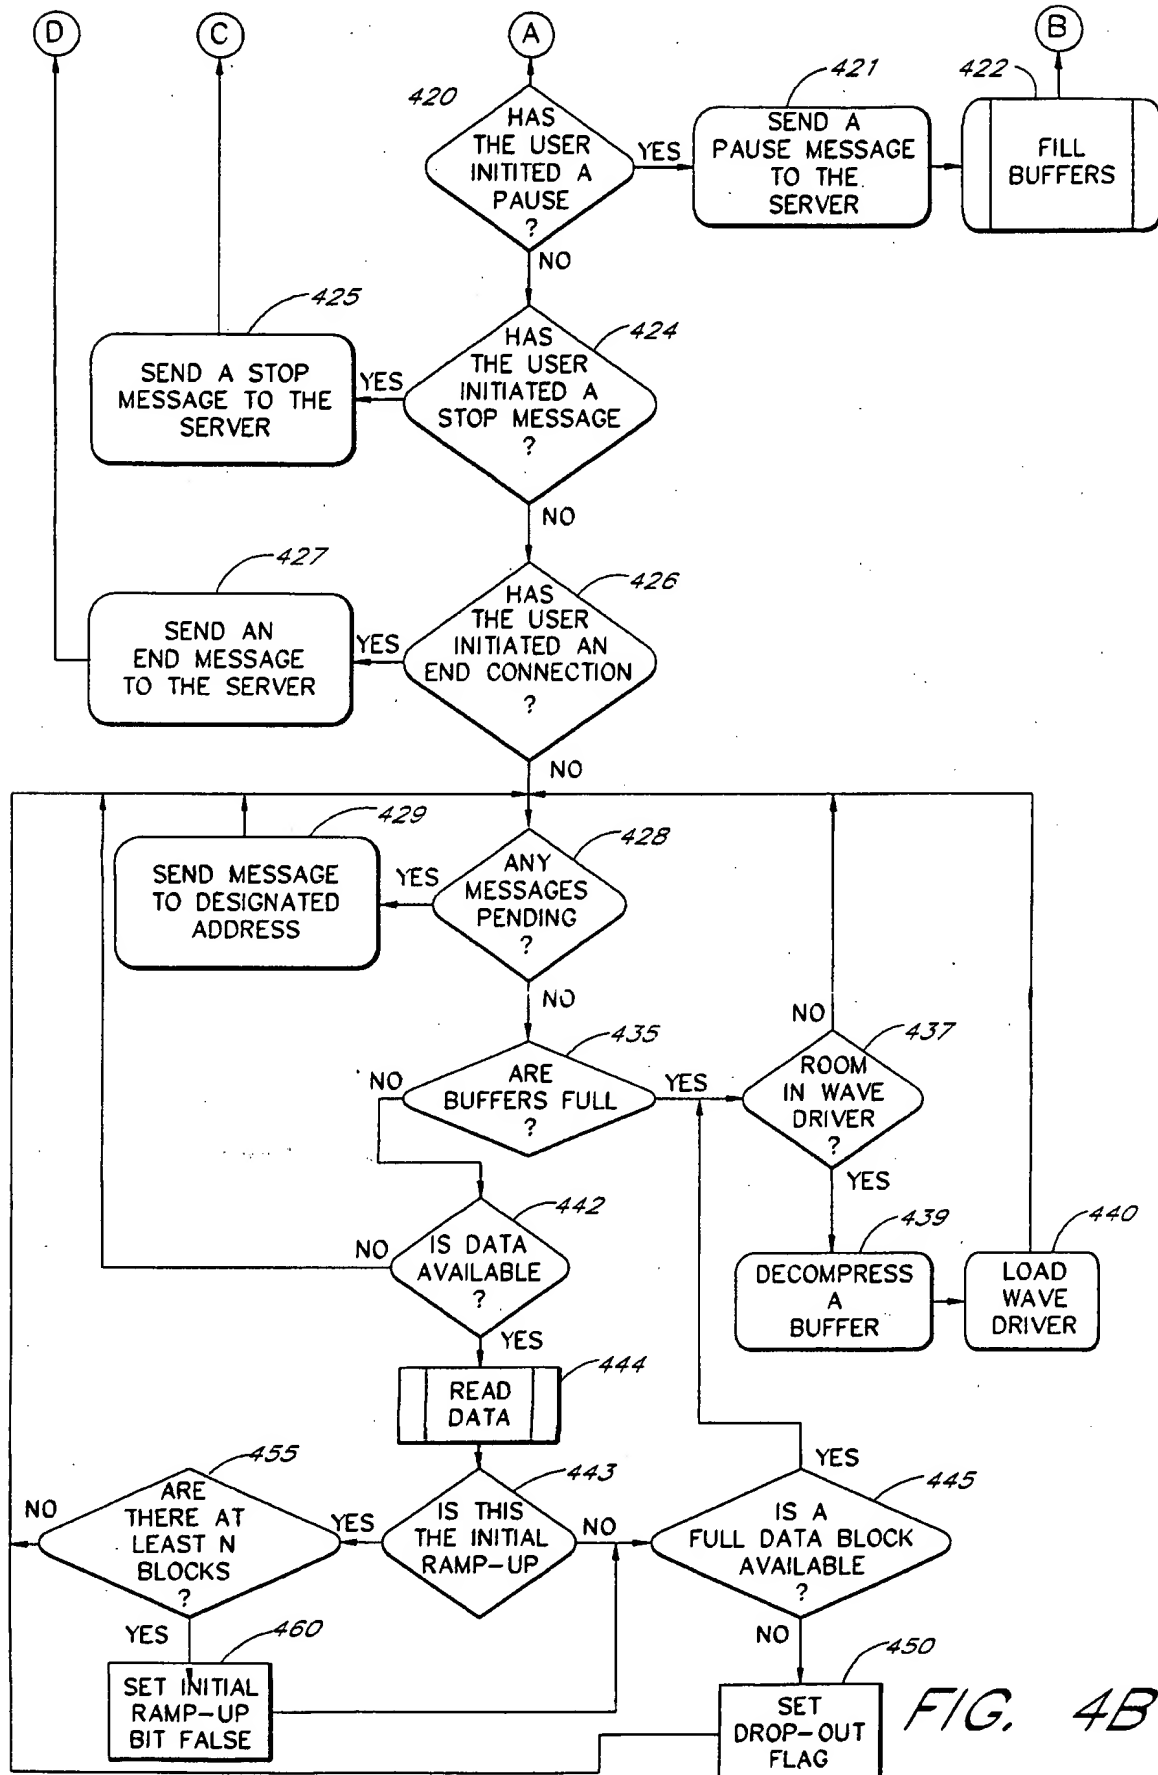 D
C
A
B
420
HAS
THE USER
INITITED A
PAUSE
?
YES
421
SEND A
PAUSE MESSAGE
TO THE
SERVER
422
FILL
BUFFERS
NO
425
SEND A STOP
MESSAGE TO THE
SERVER
YES
HAS
THE USER
INITIATED A
STOP MESSAGE
?
424
NO
427
SEND AN
END MESSAGE
TO THE SERVER
YES
HAS
THE USER
INITIATED AN
END CONNECTION
?
426
NO
429
SEND MESSAGE
TO DESIGNATED
ADDRESS
YES
ANY
MESSAGES
PENDING
?
428
NO
NO
ARE
BUFFERS FULL
?
435
YES
NO
ROOM
IN WAVE
DRIVER
?
437
YES
NO
IS DATA
AVAILABLE
?
442
YES
439
DECOMPRESS
A
BUFFER
440
LOAD
WAVE
DRIVER
READ
DATA
444
455
NO
ARE
THERE AT
LEAST N
BLOCKS
?
YES
YES
IS THIS
THE INITIAL
RAMP-UP
443
NO
YES
IS A
FULL DATA BLOCK
AVAILABLE
?
445
NO
460
SET INITIAL
RAMP-UP
BIT FALSE
450
SET
DROP-OUT
FLAG
FIG. 4B